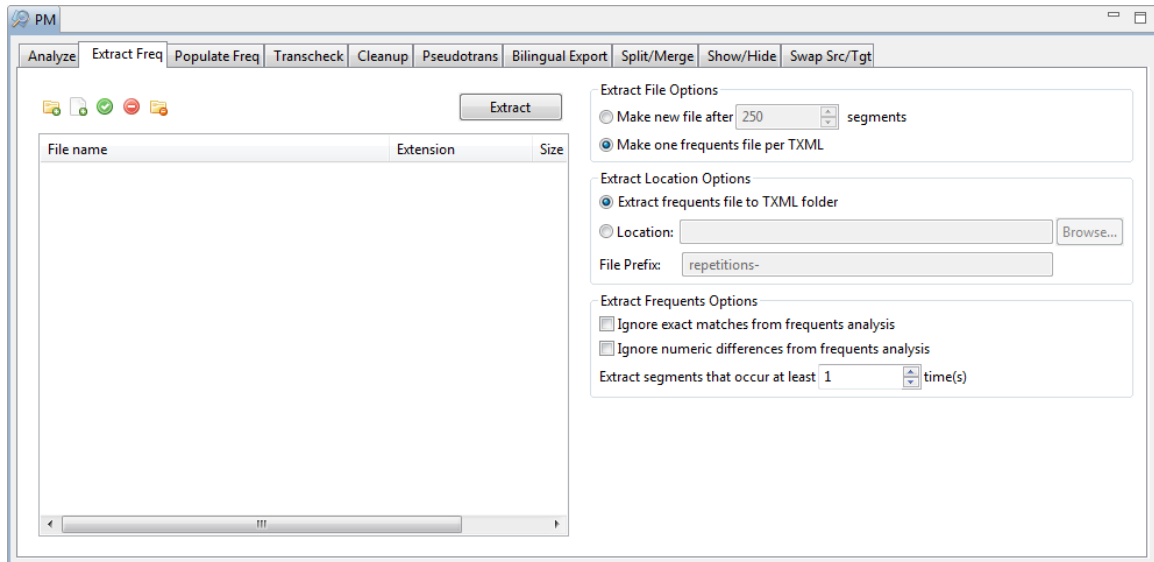 PM
Analyze Extract Freq Populate Freq Transcheck Cleanup Pseudotrans Bilingual Export Split/Merge Show/Hide Swap Src/Tgt
Extract
File name Extension Size
Extract File Options
Make new file after 250 segments
Make one frequents file per TXML
Extract Location Options
Extract frequents file to TXML folder
Location: Browse...
File Prefix: repetitions-
Extract Frequents Options
Ignore exact matches from frequents analysis
Ignore numeric differences from frequents analysis
Extract segments that occur at least 1 time(s)